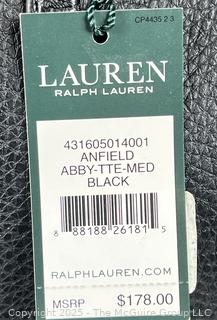 CP4435 2 3
LAUREN
RALPH LAUREN
431605014001
ANFIELD
ABBY-TTE-MED
BLACK
8 88188 26181 5
RALPHLAUREN.COM
MSRP $178.00
Copyright 2025 - The McGraw Group LLC